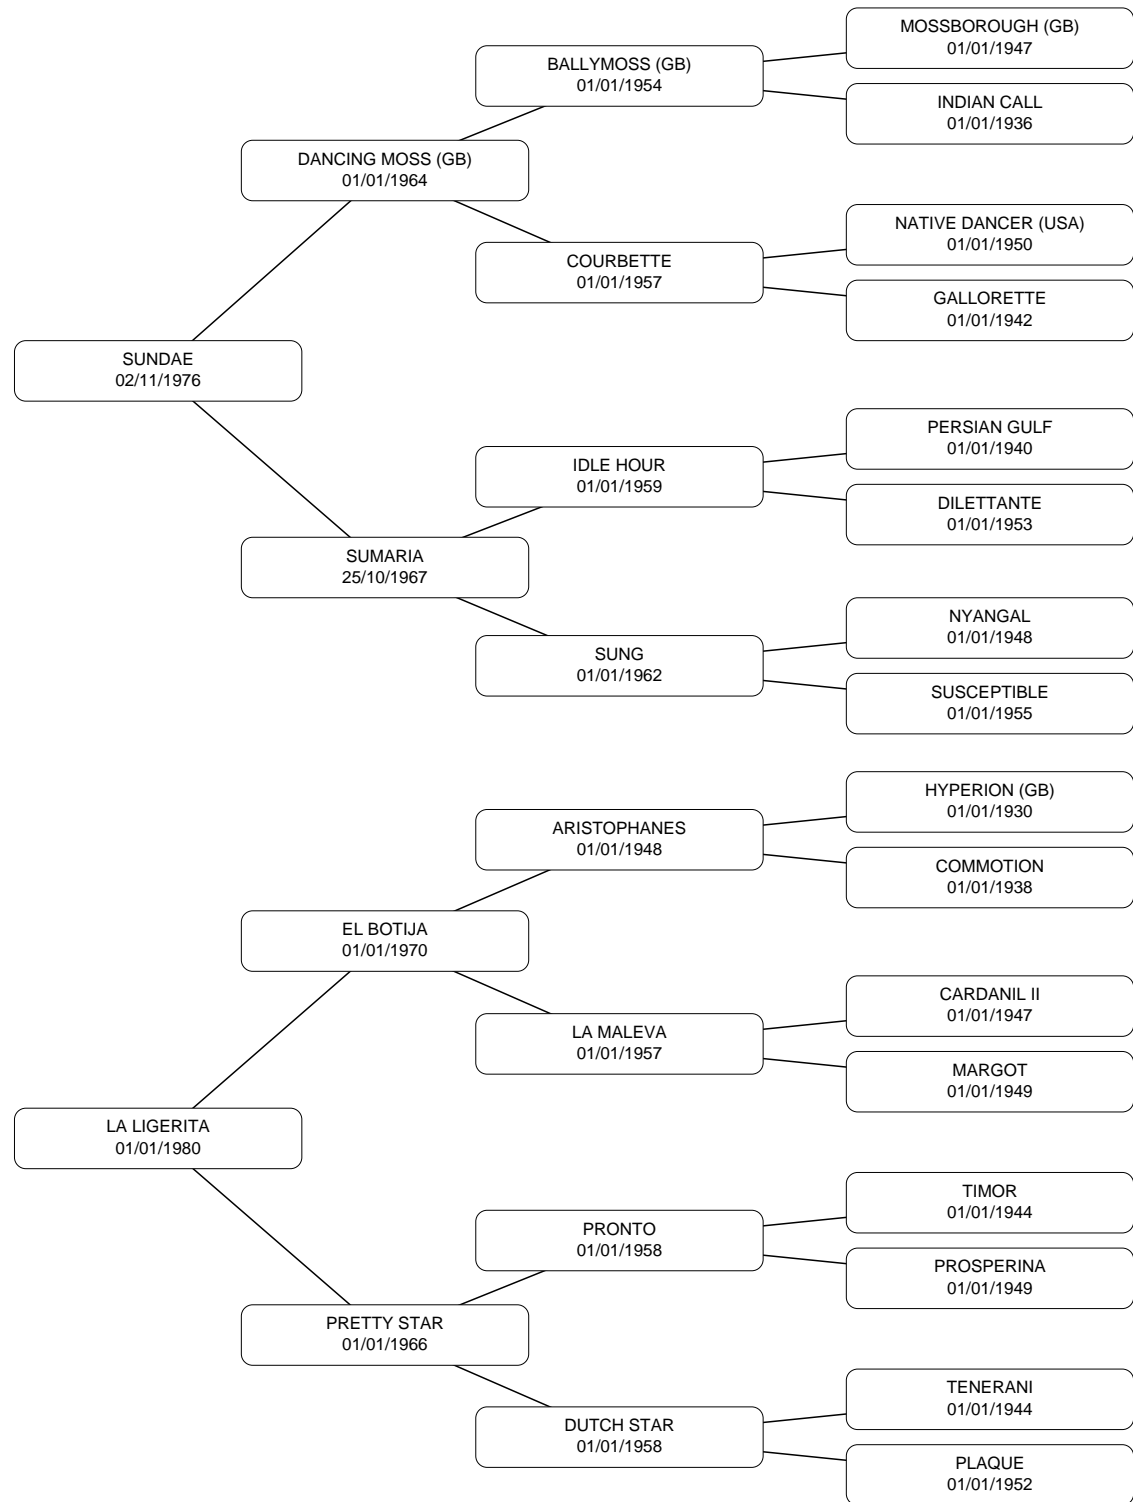 MOSSBOROUGH (GB)
01/01/1947
BALLYMOSS (GB)
01/01/1954
INDIAN CALL
01/01/1936
DANCING MOSS (GB)
01/01/1964
NATIVE DANCER (USA)
01/01/1950
COURBETTE
01/01/1957
GALLORETTE
01/01/1942
SUNDAE
02/11/1976
PERSIAN GULF
01/01/1940
IDLE HOUR
01/01/1959
DILETTANTE
01/01/1953
SUMARIA
25/10/1967
NYANGAL
01/01/1948
SUNG
01/01/1962
SUSCEPTIBLE
01/01/1955
HYPERION (GB)
01/01/1930
ARISTOPHANES
01/01/1948
COMMOTION
01/01/1938
EL BOTIJA
01/01/1970
CARDANIL II
01/01/1947
LA MALEVA
01/01/1957
MARGOT
01/01/1949
LA LIGERITA
01/01/1980
TIMOR
01/01/1944
PRONTO
01/01/1958
PROSPERINA
01/01/1949
PRETTY STAR
01/01/1966
TENERANI
01/01/1944
DUTCH STAR
01/01/1958
PLAQUE
01/01/1952